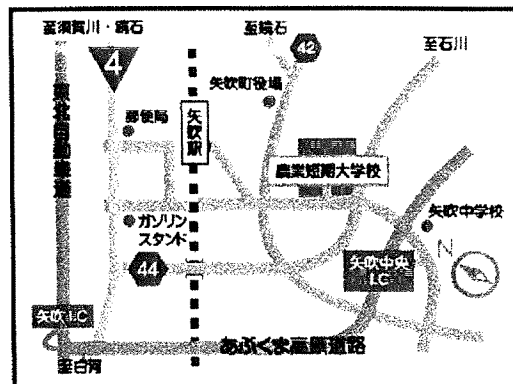 至須賀川・鏡石
4
至鏡石
42
至石川
矢吹町役場
郵便局
矢吹駅
東北自動車道
農業短期大学校
ガソリン
スタンド
矢吹中学校
N
44
矢吹中央
I.C
矢吹I.C
あぶくま高速道路
至白河